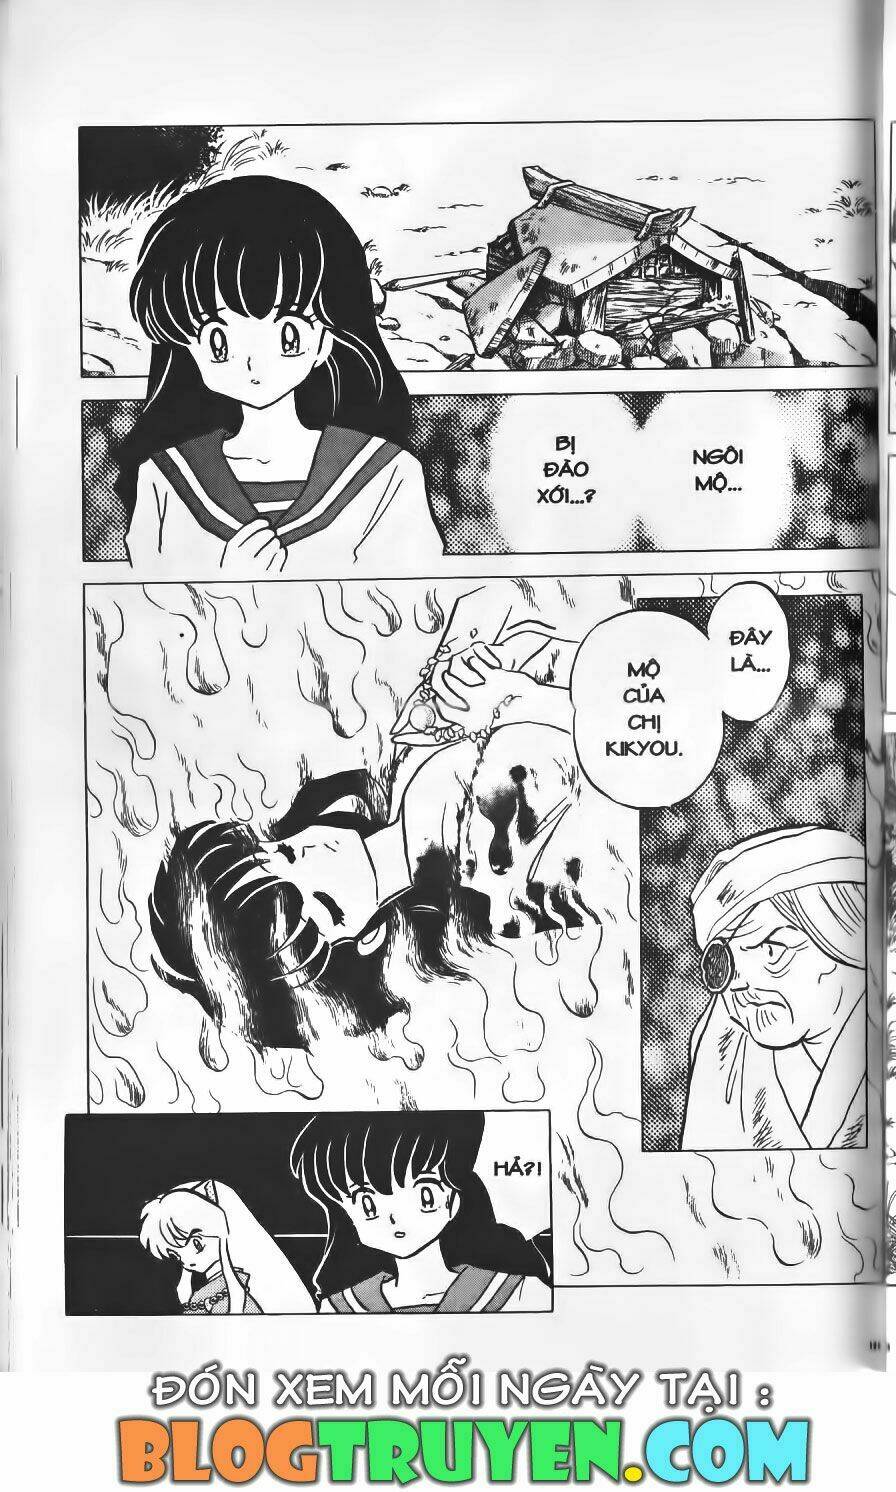 NGÔI
MỘ...
BỊ
ĐÀO
XỚI...?
ĐÂY
LÀ...
MỘ
CỦA
CHỊ
KIKYOU.
HẢ?!
ĐÓN XEM MỖI NGÀY TẠI :
BLOGTRUYEN.COM